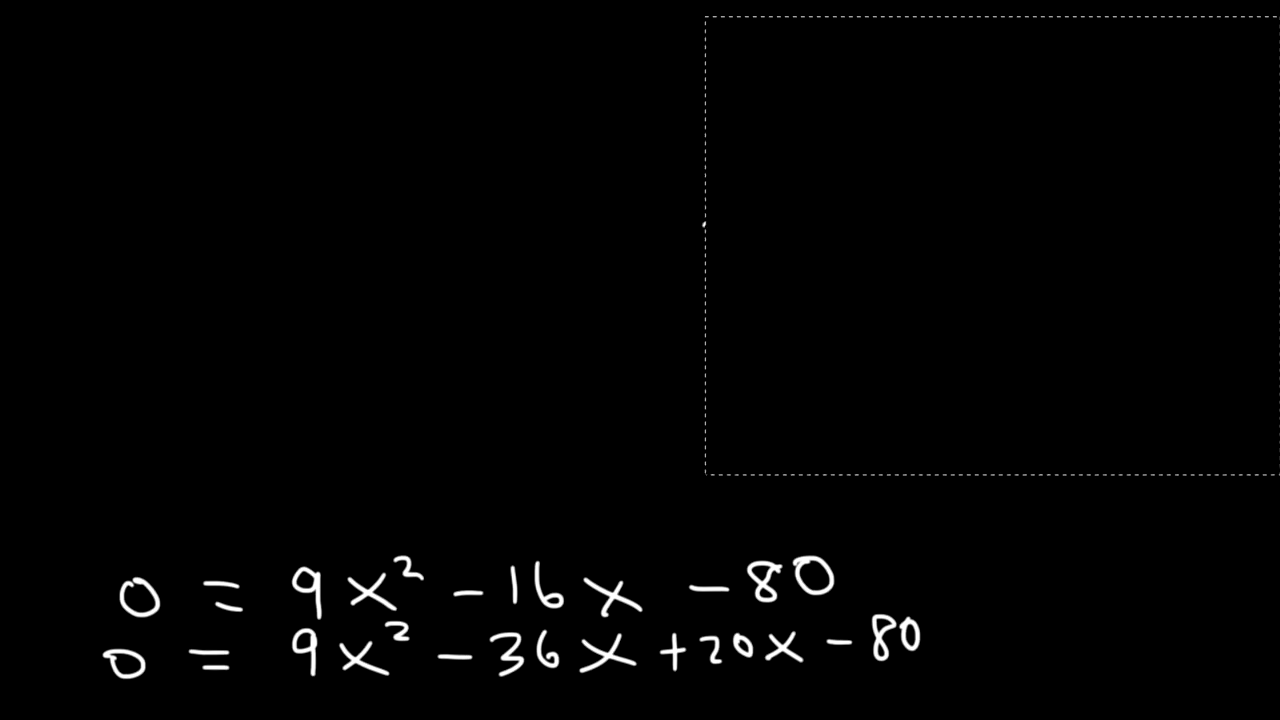 0 = 9x² - 16x - 80
0 = 9x² - 36x + 20x - 80